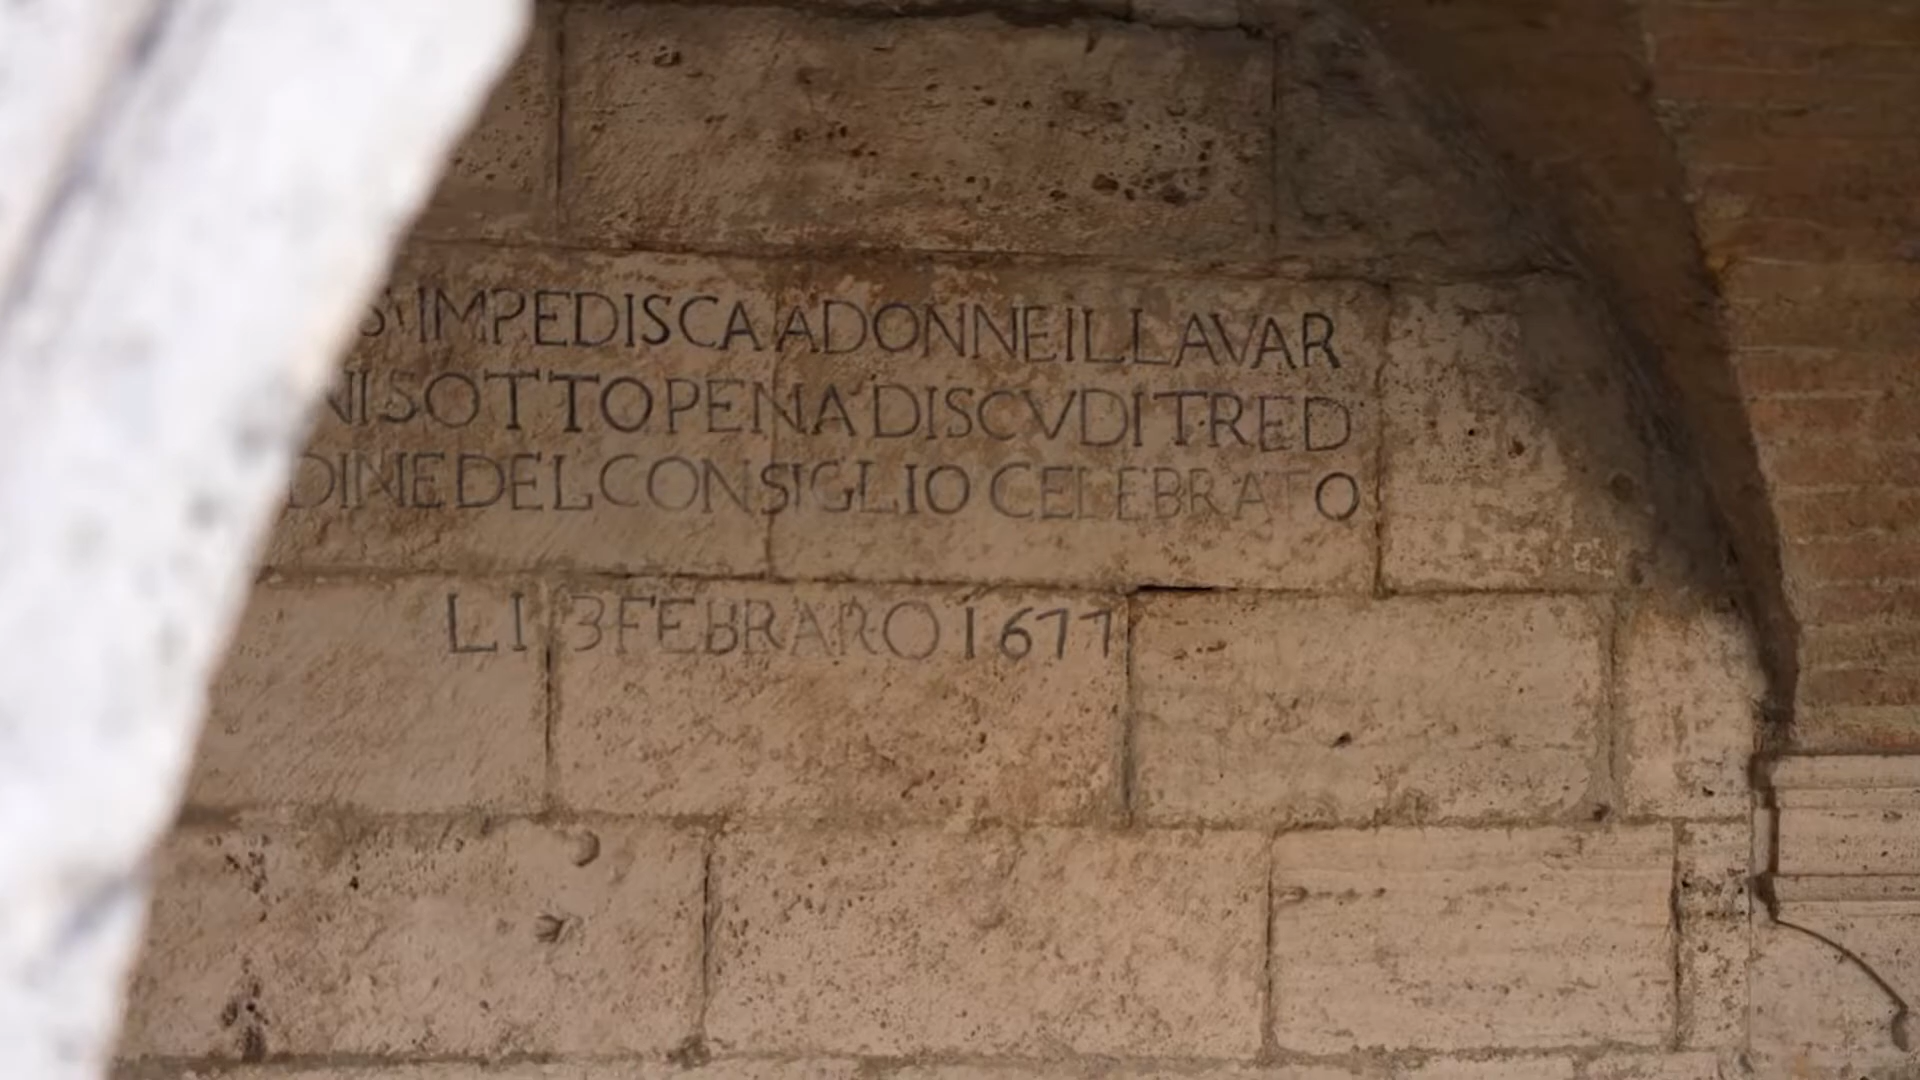 S'IMPEDISCA A DONNE IL LAVAR
NI SOTTO PENA DI SCVDI TRE D
DINE DEL CONSIGLIO CELEBRATO
LI 3 FEBRARO 1677